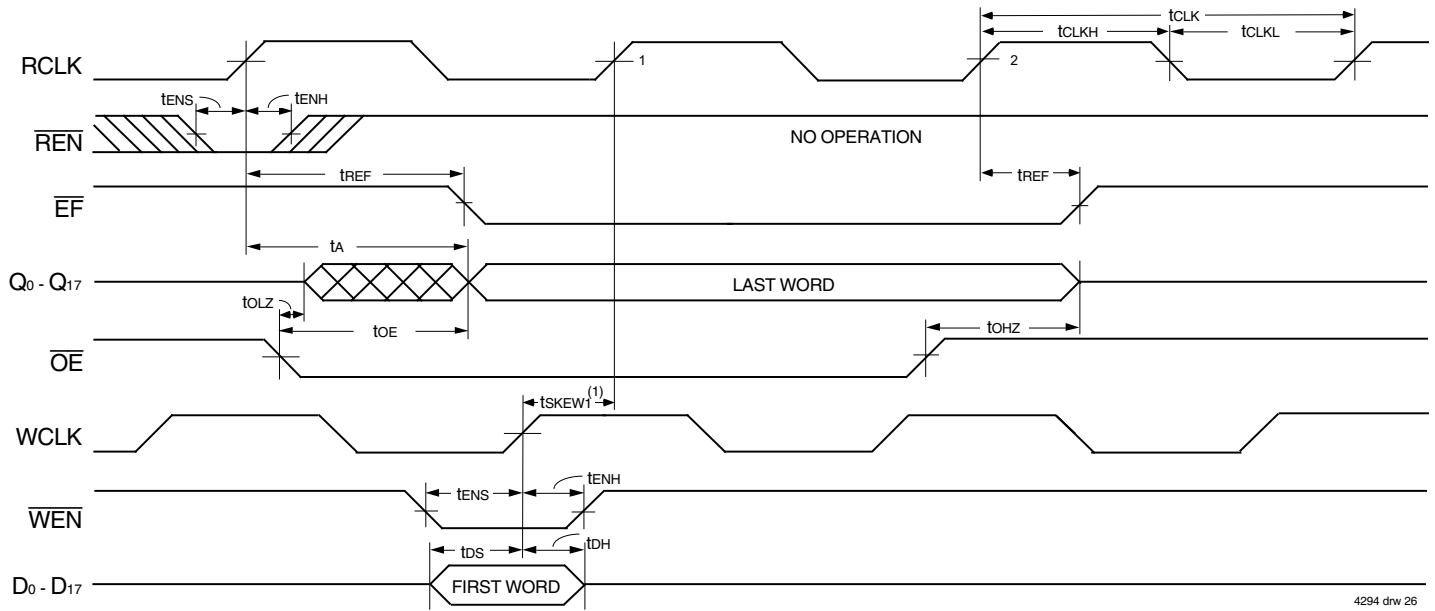 tCLK
tCLKH tCLKL
RCLK 1 2
tENS tENH
REN NO OPERATION
tREF tREF
EF
tA
Q0 - Q17 LAST WORD
tOLZ
tOE tOHZ
OE
tSKEW1(1)
WCLK
tENS tENH
WEN
tDS tDH
D0 - D17 FIRST WORD
4294 drw 26